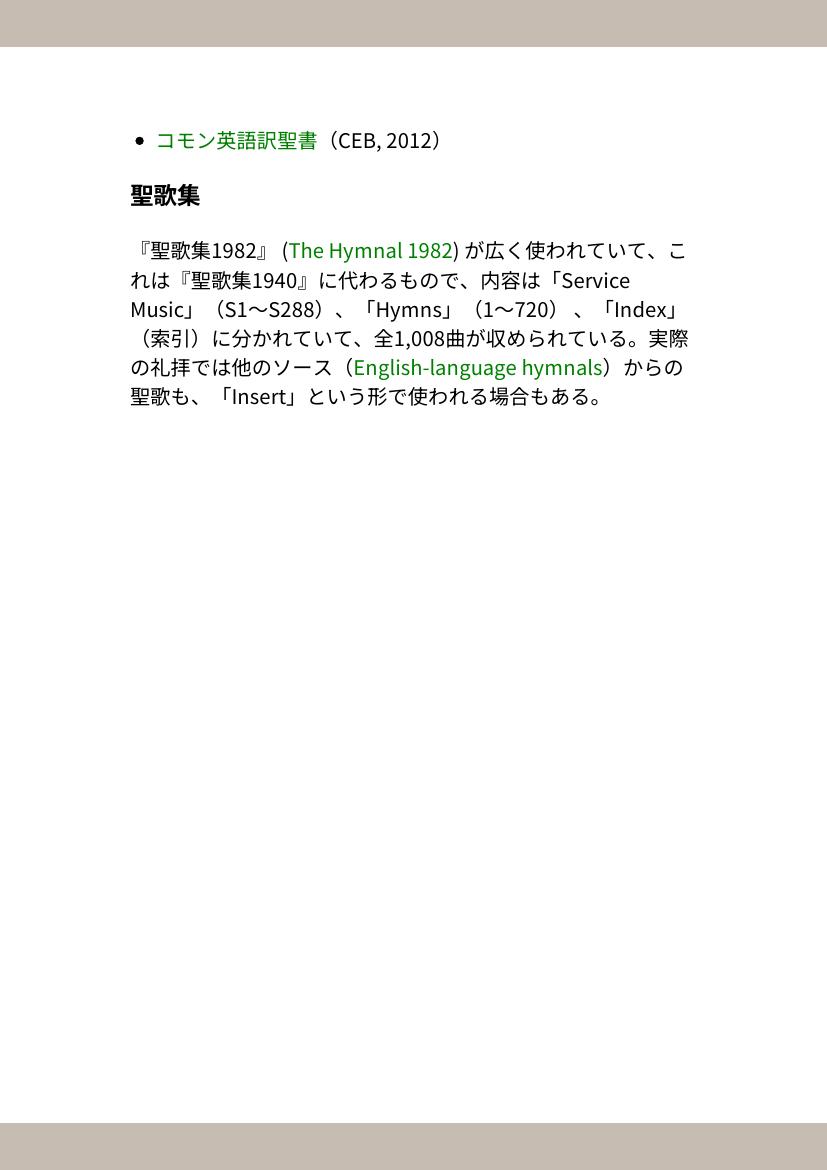 • コモン英語訳聖書（CEB, 2012）
聖歌集
『聖歌集1982』 (The Hymnal 1982) が広く使われていて、こ
れは『聖歌集1940』に代わるもので、内容は「Service
Music」（S1〜S288）、「Hymns」（1〜720） 、「Index」
（索引）に分かれていて、全1,008曲が収められている。実際
の礼拝では他のソース（English-language hymnals）からの
聖歌も、「Insert」という形で使われる場合もある。